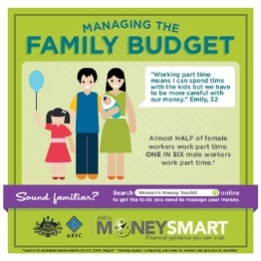 MANAGING THE
FAMILY BUDGET
"Working part time
means I can spend time
with the kids but we have
to be more careful with
our money." Emily, 32
Almost HALF of female
workers work part time.
ONE IN SIX male workers
work part time.*
Sound familiar?
Search Women's Money Toolkit online
to get the tools you need to manage your money.
ASIC
ASIC's
MONEYSMART
Financial guidance you can trust